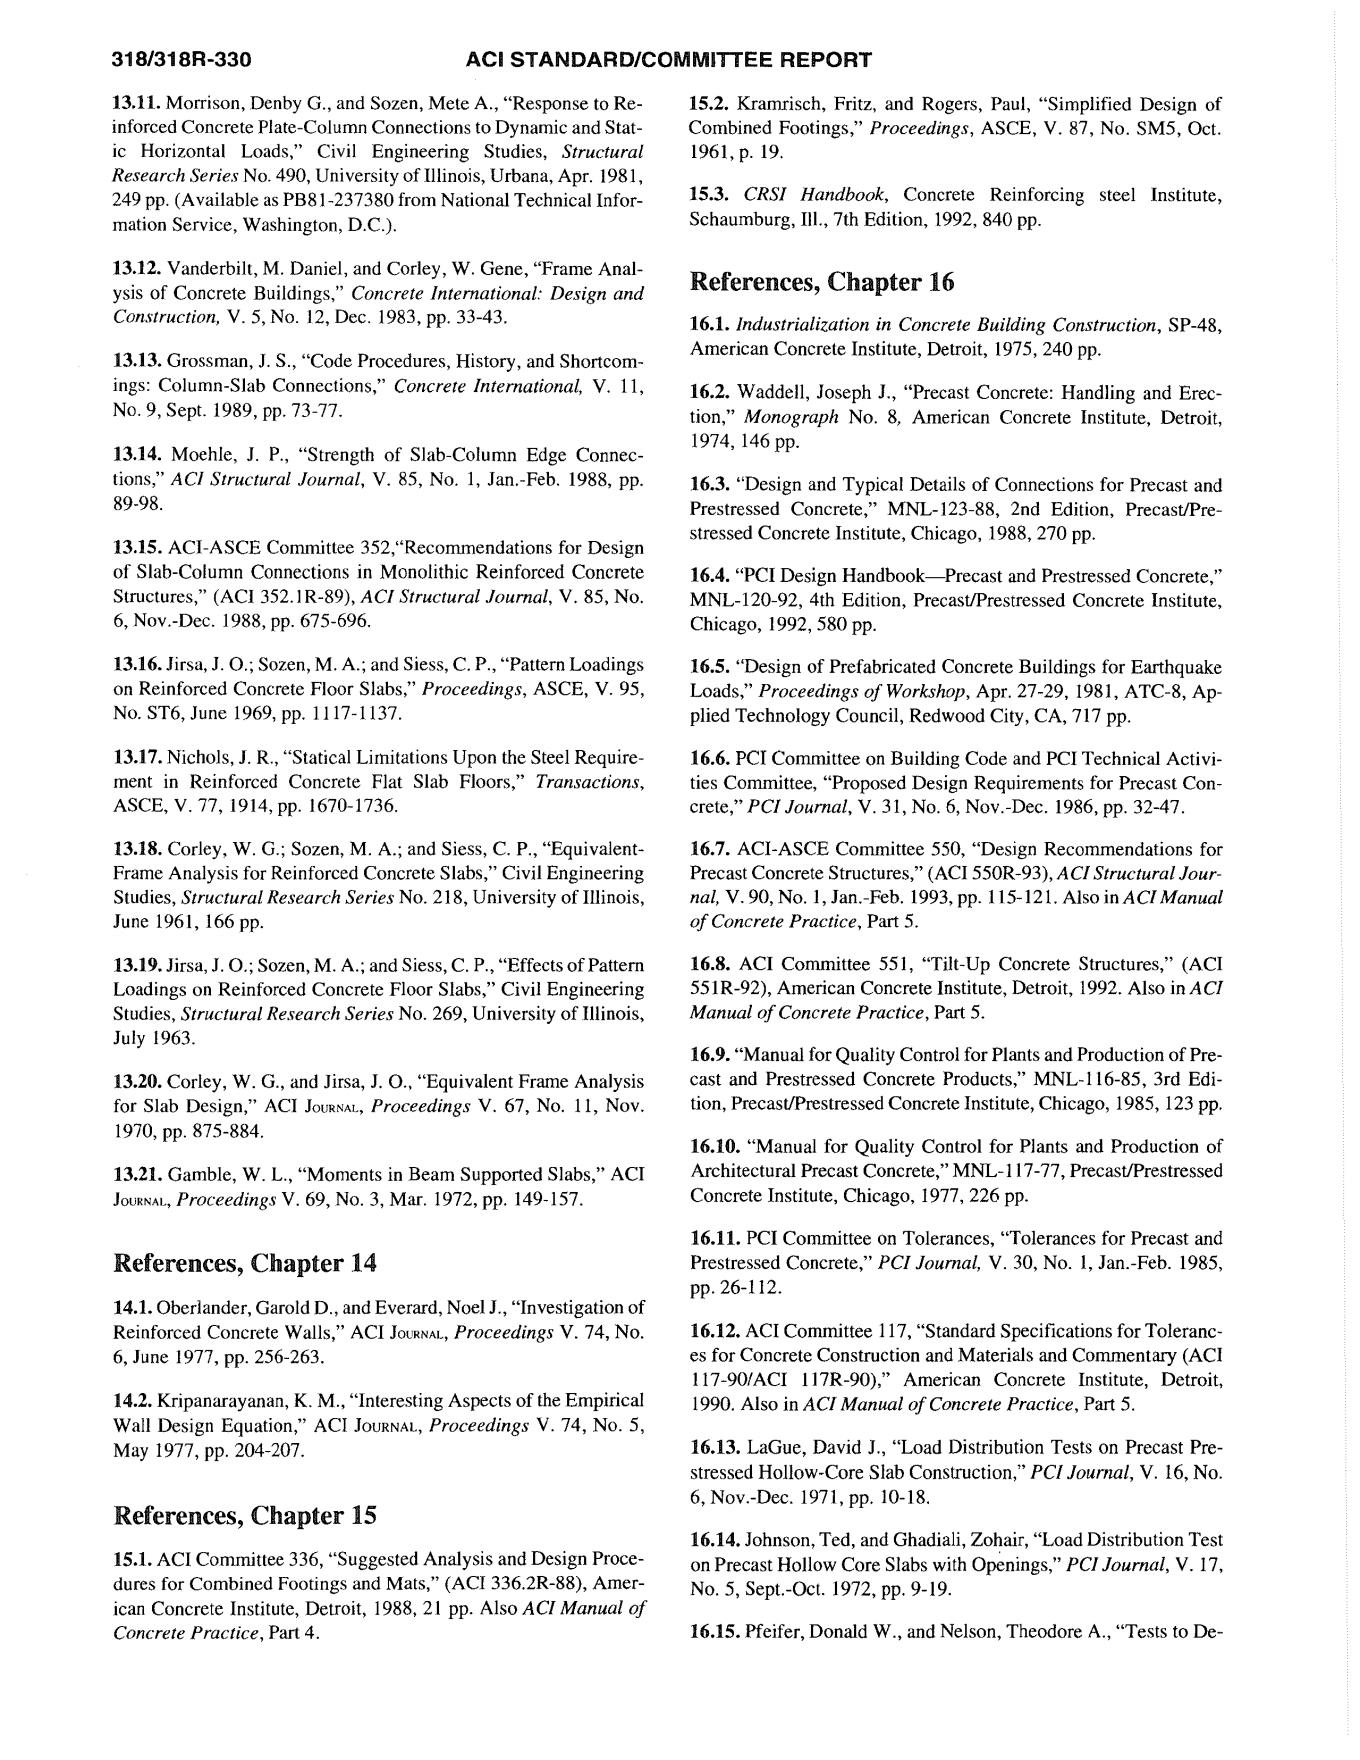 318/318R-330
ACI STANDARD/COMMITTEE REPORT
13.11. Morrison, Denby G., and Sozen, Mete A., “Response to Re-
inforced Concrete Plate-Column Connections to Dynamic and Stat-
ic Horizontal Loads,” Civil Engineering Studies, Structural
Research Series No. 490, University of Illinois, Urbana, Apr. 1981,
249 pp. (Available as PB81-237380 from National Technical Infor-
mation Service, Washington, D.C.).
13.12. Vanderbilt, M. Daniel, and Corley, W. Gene, “Frame Anal-
ysis of Concrete Buildings,” Concrete International: Design and
Construction, V. 5, No. 12, Dec. 1983, pp. 33-43.
13.13. Grossman, J. S., “Code Procedures, History, and Shortcom-
ings: Column-Slab Connections,” Concrete International, V. 11,
No. 9, Sept. 1989, pp. 73-77.
13.14. Moehle, J. P., “Strength of Slab-Column Edge Connec-
tions,” ACI Structural Journal, V. 85, No. 1, Jan.-Feb. 1988, pp.
89-98.
13.15. ACI-ASCE Committee 352,“Recommendations for Design
of Slab-Column Connections in Monolithic Reinforced Concrete
Structures,” (ACI 352.1R-89), ACI Structural Journal, V. 85, No.
6, Nov.-Dec. 1988, pp. 675-696.
13.16. Jirsa, J. O.; Sozen, M. A.; and Siess, C. P., “Pattern Loadings
on Reinforced Concrete Floor Slabs,” Proceedings, ASCE, V. 95,
No. ST6, June 1969, pp. 1117-1137.
13.17. Nichols, J. R., “Statical Limitations Upon the Steel Require-
ment in Reinforced Concrete Flat Slab Floors,” Transactions,
ASCE, V. 77, 1914, pp. 1670-1736.
13.18. Corley, W. G.; Sozen, M. A.; and Siess, C. P., “Equivalent-
Frame Analysis for Reinforced Concrete Slabs,” Civil Engineering
Studies, Structural Research Series No. 218, University of Illinois,
June 1961, 166 pp.
13.19. Jirsa, J. O.; Sozen, M. A.; and Siess, C. P., “Effects of Pattern
Loadings on Reinforced Concrete Floor Slabs,” Civil Engineering
Studies, Structural Research Series No. 269, University of Illinois,
July 1963.
13.20. Corley, W. G., and Jirsa, J. O., “Equivalent Frame Analysis
for Slab Design,” ACI JOURNAL, Proceedings V. 67, No. 11, Nov.
1970, pp. 875-884.
13.21. Gamble, W. L., “Moments in Beam Supported Slabs,” ACI
JOURNAL, Proceedings V. 69, No. 3, Mar. 1972, pp. 149-157.
References, Chapter 14
14.1. Oberlander, Garold D., and Everard, Noel J., “Investigation of
Reinforced Concrete Walls,” ACI JOURNAL, Proceedings V. 74, No.
6, June 1977, pp. 256-263.
14.2. Kripanarayanan, K. M., “Interesting Aspects of the Empirical
Wall Design Equation,” ACI JOURNAL, Proceedings V. 74, No. 5,
May 1977, pp. 204-207.
References, Chapter 15
15.1. ACI Committee 336, “Suggested Analysis and Design Proce-
dures for Combined Footings and Mats,” (ACI 336.2R-88), Amer-
ican Concrete Institute, Detroit, 1988, 21 pp. Also ACI Manual of
Concrete Practice, Part 4.
15.2. Kramrisch, Fritz, and Rogers, Paul, “Simplified Design of
Combined Footings,” Proceedings, ASCE, V. 87, No. SM5, Oct.
1961, p. 19.
15.3. CRSI Handbook, Concrete Reinforcing steel Institute,
Schaumburg, Ill., 7th Edition, 1992, 840 pp.
References, Chapter 16
16.1. Industrialization in Concrete Building Construction, SP-48,
American Concrete Institute, Detroit, 1975, 240 pp.
16.2. Waddell, Joseph J., “Precast Concrete: Handling and Erec-
tion,” Monograph No. 8, American Concrete Institute, Detroit,
1974, 146 pp.
16.3. “Design and Typical Details of Connections for Precast and
Prestressed Concrete,” MNL-123-88, 2nd Edition, Precast/Pre-
stressed Concrete Institute, Chicago, 1988, 270 pp.
16.4. “PCI Design Handbook—Precast and Prestressed Concrete,”
MNL-120-92, 4th Edition, Precast/Prestressed Concrete Institute,
Chicago, 1992, 580 pp.
16.5. “Design of Prefabricated Concrete Buildings for Earthquake
Loads,” Proceedings of Workshop, Apr. 27-29, 1981, ATC-8, Ap-
plied Technology Council, Redwood City, CA, 717 pp.
16.6. PCI Committee on Building Code and PCI Technical Activi-
ties Committee, “Proposed Design Requirements for Precast Con-
crete,” PCI Journal, V. 31, No. 6, Nov.-Dec. 1986, pp. 32-47.
16.7. ACI-ASCE Committee 550, “Design Recommendations for
Precast Concrete Structures,” (ACI 550R-93), ACI Structural Jour-
nal, V. 90, No. 1, Jan.-Feb. 1993, pp. 115-121. Also in ACI Manual
of Concrete Practice, Part 5.
16.8. ACI Committee 551, “Tilt-Up Concrete Structures,” (ACI
551R-92), American Concrete Institute, Detroit, 1992. Also in ACI
Manual of Concrete Practice, Part 5.
16.9. “Manual for Quality Control for Plants and Production of Pre-
cast and Prestressed Concrete Products,” MNL-116-85, 3rd Edi-
tion, Precast/Prestressed Concrete Institute, Chicago, 1985, 123 pp.
16.10. “Manual for Quality Control for Plants and Production of
Architectural Precast Concrete,” MNL-117-77, Precast/Prestressed
Concrete Institute, Chicago, 1977, 226 pp.
16.11. PCI Committee on Tolerances, “Tolerances for Precast and
Prestressed Concrete,” PCI Journal, V. 30, No. 1, Jan.-Feb. 1985,
pp. 26-112.
16.12. ACI Committee 117, “Standard Specifications for Toleranc-
es for Concrete Construction and Materials and Commentary (ACI
117-90/ACI 117R-90),” American Concrete Institute, Detroit,
1990. Also in ACI Manual of Concrete Practice, Part 5.
16.13. LaGue, David J., “Load Distribution Tests on Precast Pre-
stressed Hollow-Core Slab Construction,” PCI Journal, V. 16, No.
6, Nov.-Dec. 1971, pp. 10-18.
16.14. Johnson, Ted, and Ghadiali, Zohair, “Load Distribution Test
on Precast Hollow Core Slabs with Openings,” PCI Journal, V. 17,
No. 5, Sept.-Oct. 1972, pp. 9-19.
16.15. Pfeifer, Donald W., and Nelson, Theodore A., “Tests to De-